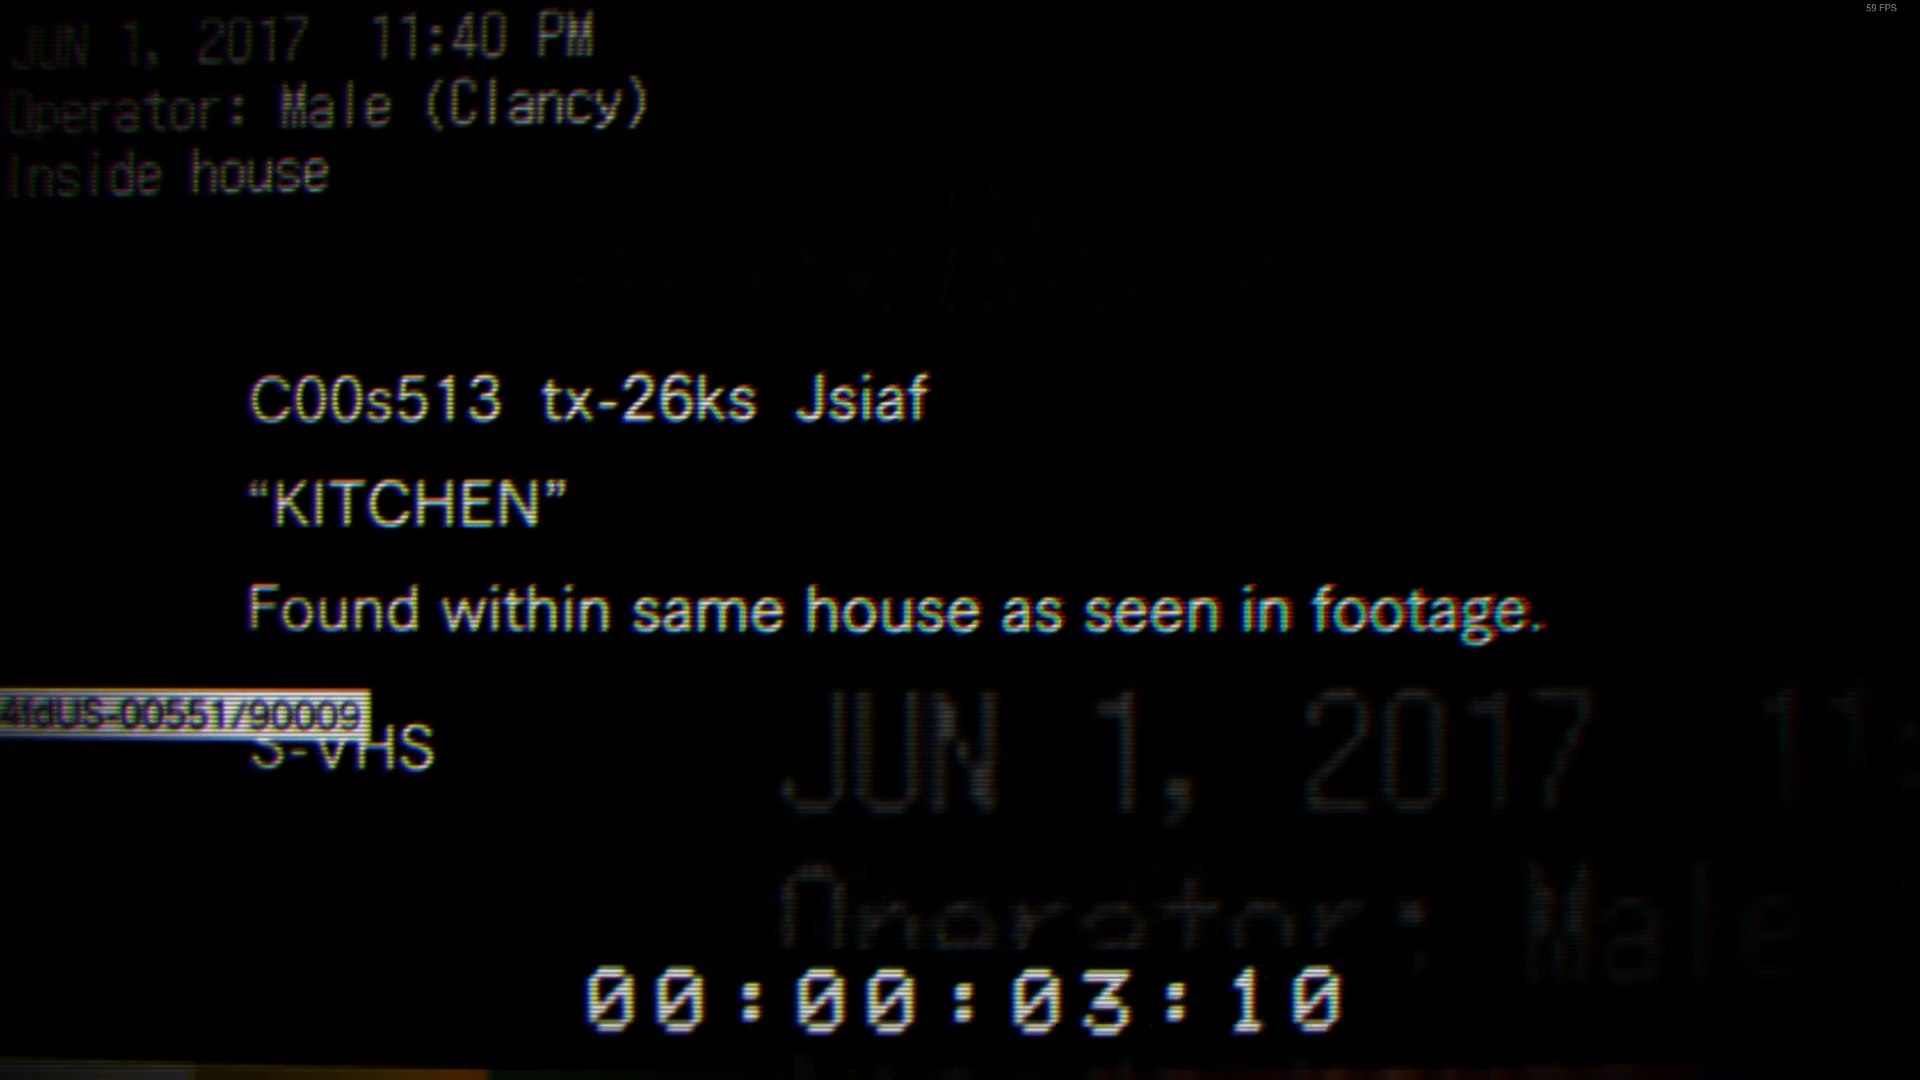 59 FPS
JUN 1, 2017 11:40 PM
Operator: Male (Clancy)
Inside house
C00s513 tx-26ks Jsiaf
“KITCHEN”
Found within same house as seen in footage.
4fdUS-00551/90009
S-VHS
JUN 1, 2017
Operator: Male
00:00:03:10